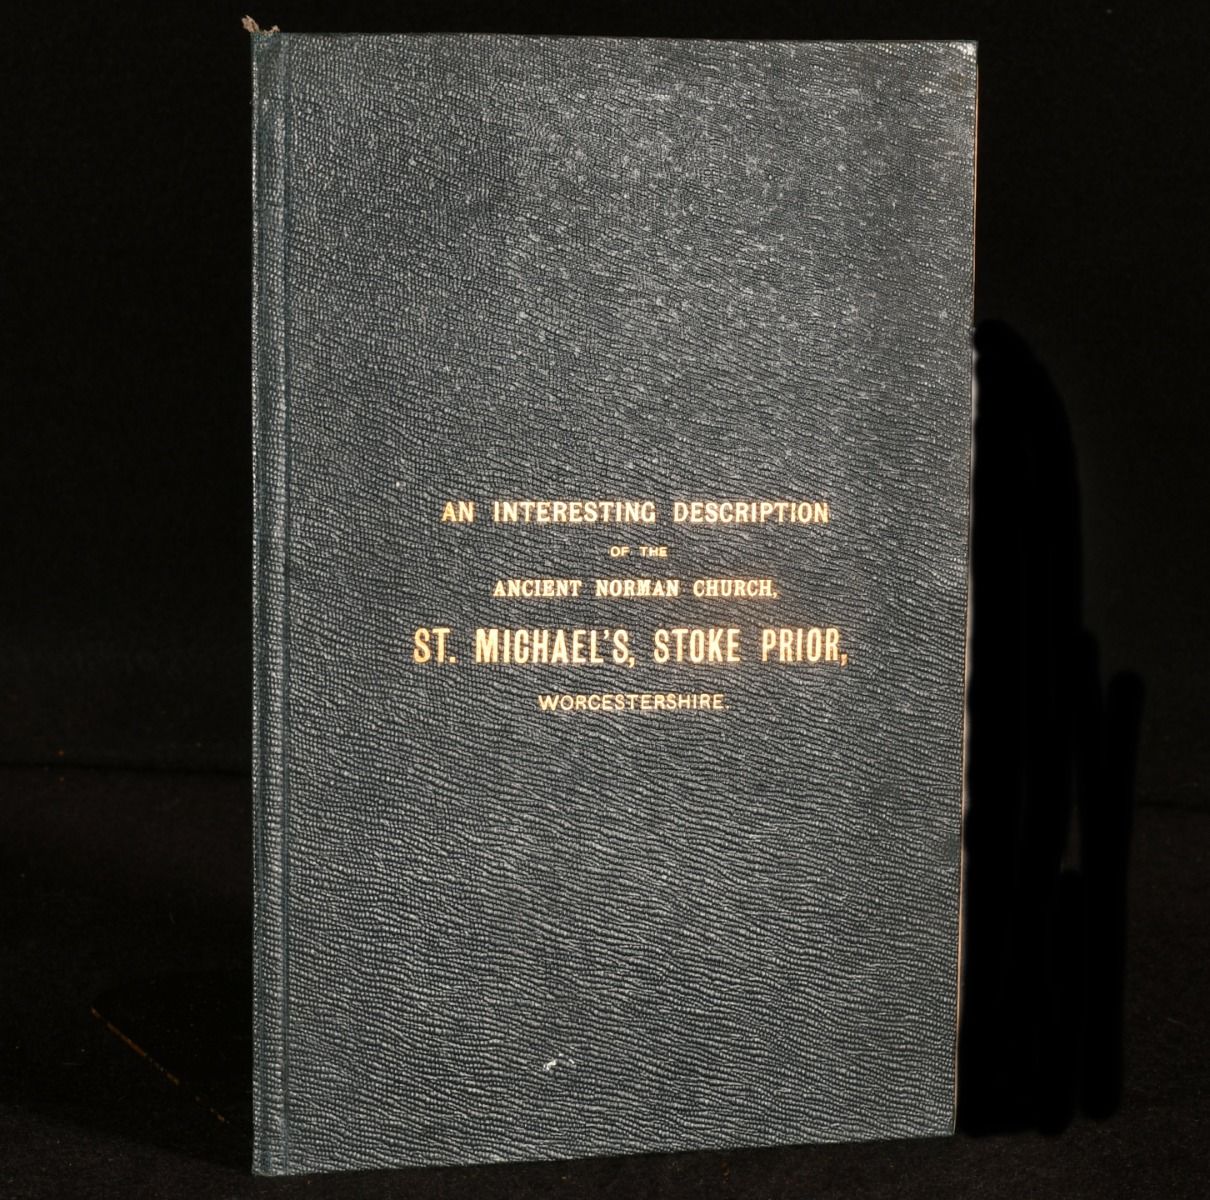 AN INTERESTING DESCRIPTION
OF THE
ANCIENT NORMAN CHURCH,
ST. MICHAEL'S, STOKE PRIOR,
WORCESTERSHIRE.